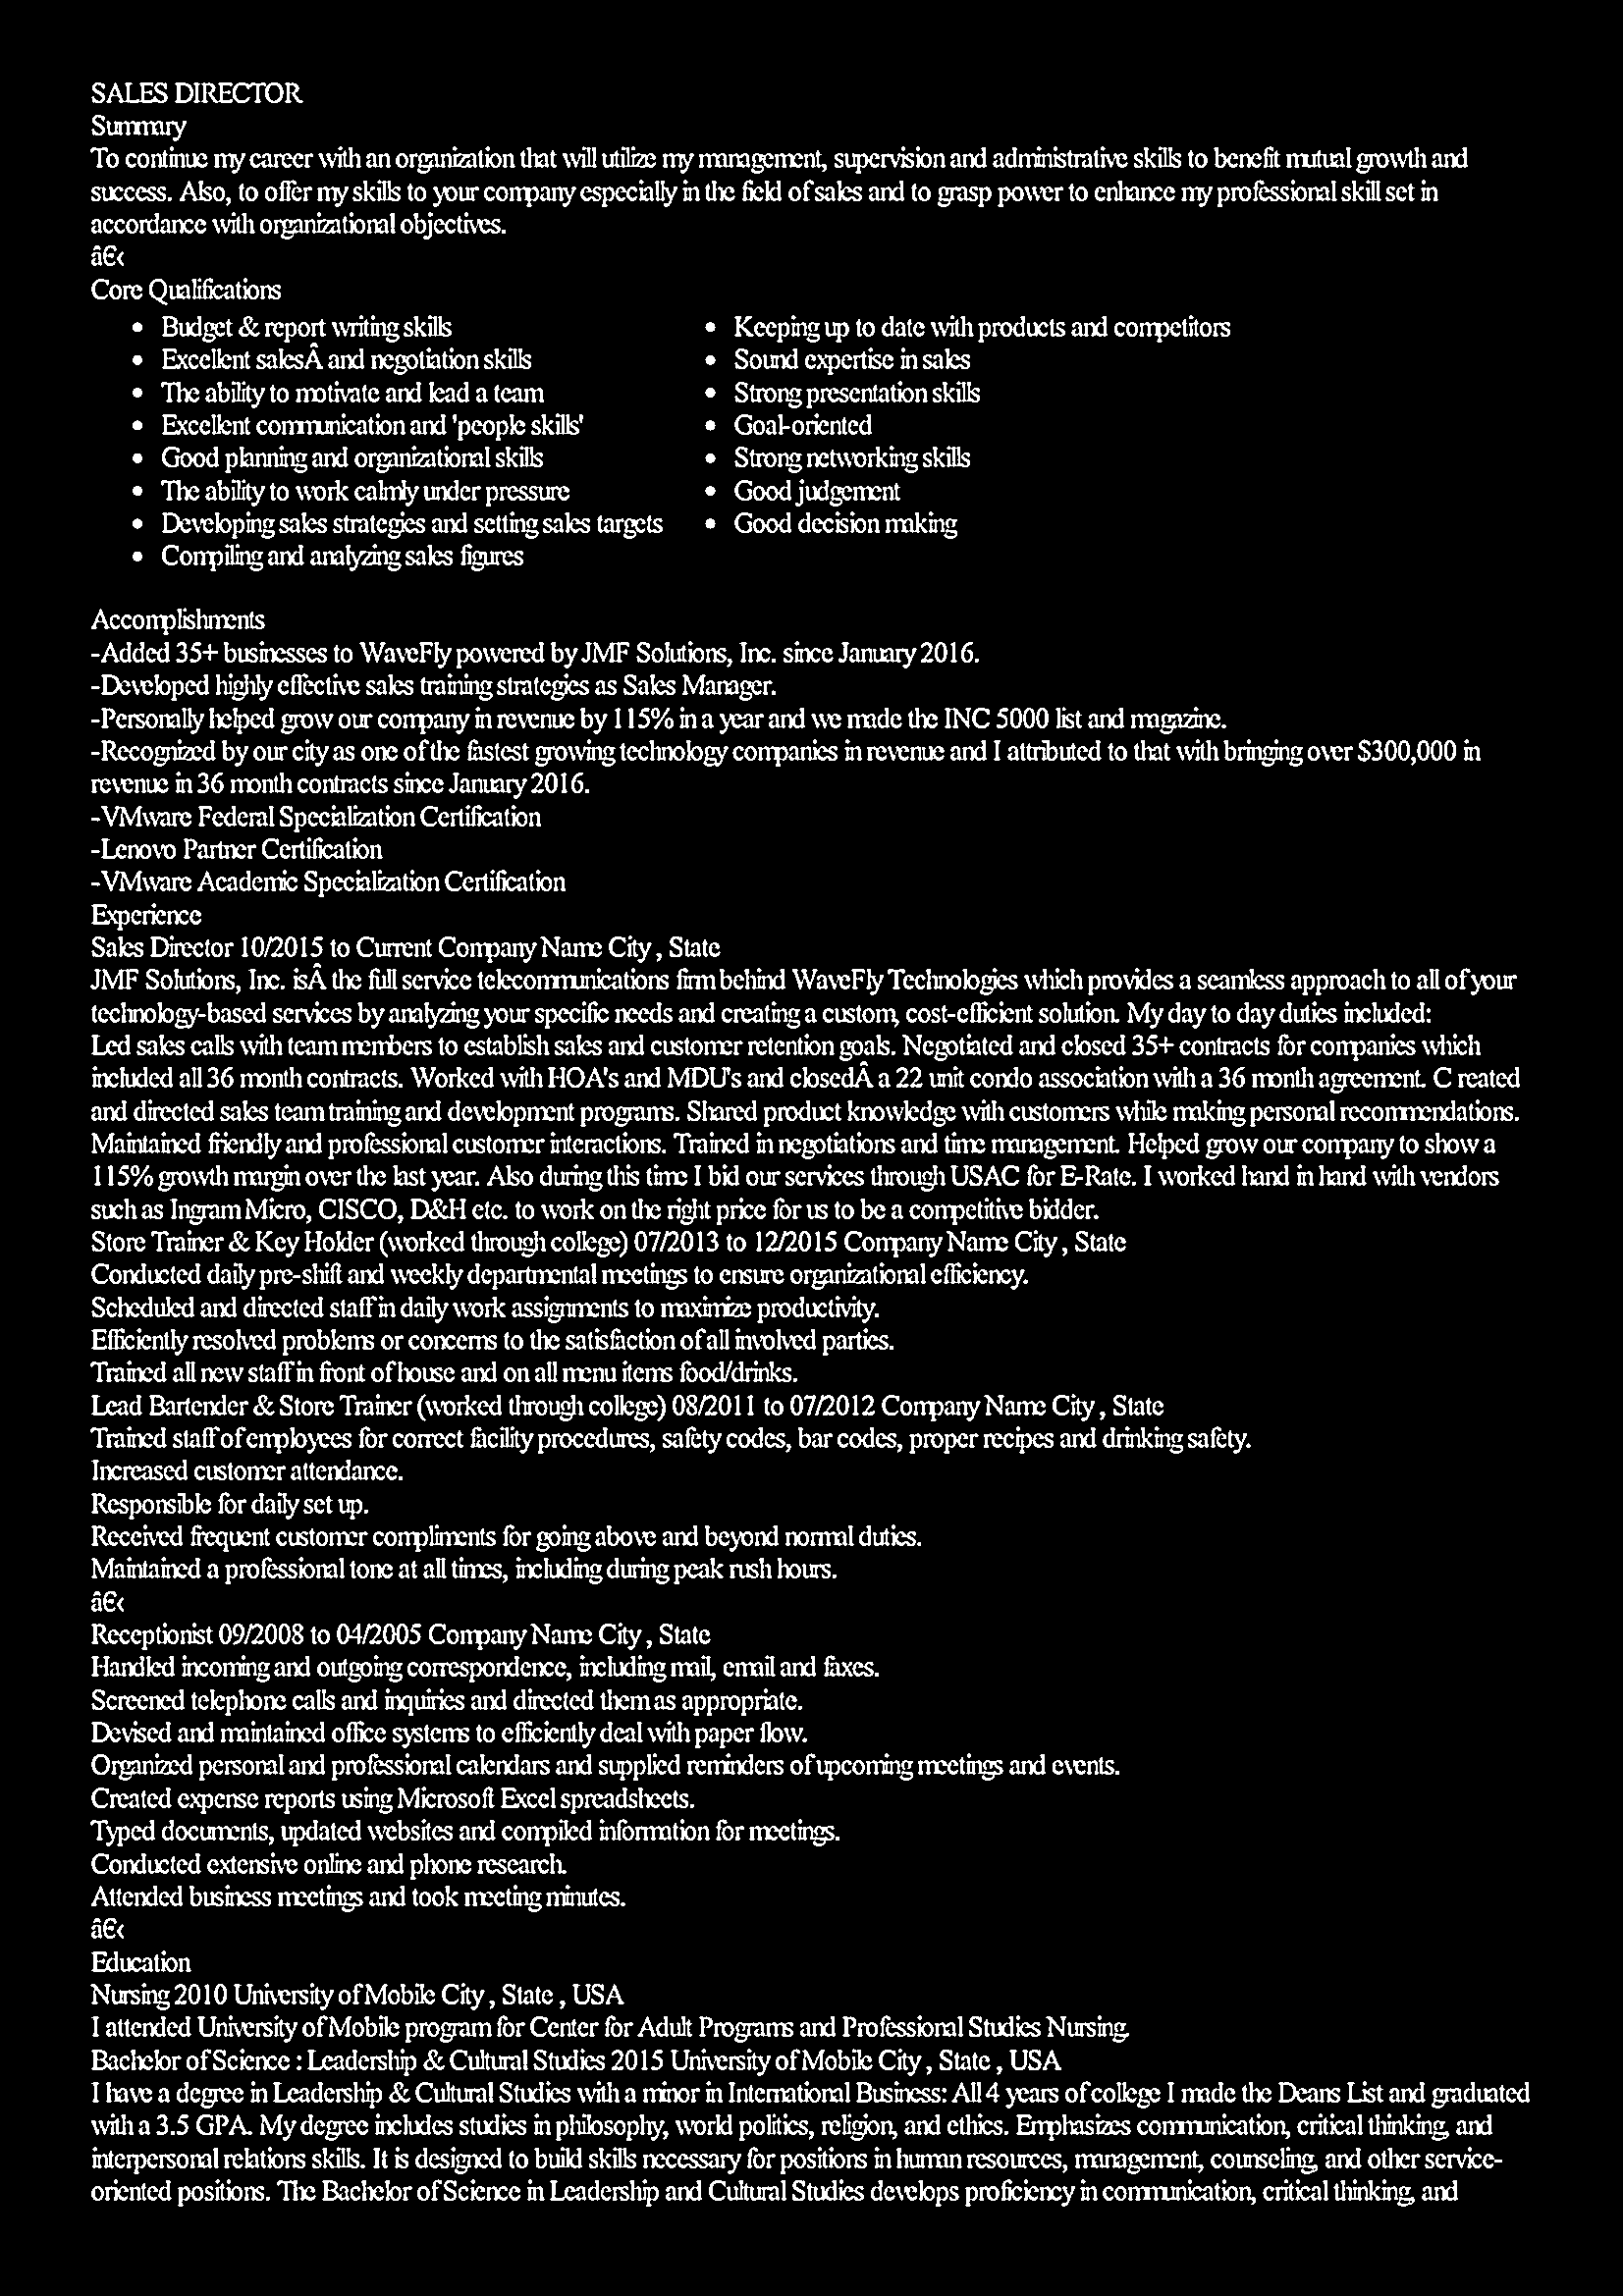 SALES DIRECTOR
Summary
To continue my career with an organization that will utilize my management, supervision and administrative skills to benefit mutual growth and
success. Also, to offer my skills to your company especially in the field of sales and to grasp power to enhance my professional skill set in
accordance with organizational objectives.
â€‹
Core Qualifications
• Budget & report writing skills
• Excellent salesÂ and negotiation skills
• The ability to motivate and lead a team
• Excellent communication and 'people skills'
• Good planning and organizational skills
• The ability to work calmly under pressure
• Developing sales strategies and setting sales targets
• Compiling and analyzing sales figures
• Keeping up to date with products and competitors
• Sound expertise in sales
• Strong presentation skills
• Goal-oriented
• Strong networking skills
• Good judgement
• Good decision making
Accomplishments
-Added 35+ businesses to WaveFly powered by JMF Solutions, Inc. since January 2016.
-Developed highly effective sales training strategies as Sales Manager.
-Personally helped grow our company in revenue by 115% in a year and we made the INC 5000 list and magazine.
-Recognized by our city as one of the fastest growing technology companies in revenue and I attributed to that with bringing over $300,000 in
revenue in 36 month contracts since January 2016.
-VMware Federal Specialization Certification
-Lenovo Partner Certification
-VMware Academic Specialization Certification
Experience
Sales Director 10/2015 to Current Company Name City , State
JMF Solutions, Inc. isÂ the full service telecommunications firm behind WaveFly Technologies which provides a seamless approach to all of your
technology-based services by analyzing your specific needs and creating a custom, cost-efficient solution. My day to day duties included:
Led sales calls with team members to establish sales and customer retention goals. Negotiated and closed 35+ contracts for companies which
included all 36 month contracts. Worked with HOA's and MDU's and closedÂ a 22 unit condo association with a 36 month agreement. C reated
and directed sales team training and development programs. Shared product knowledge with customers while making personal recommendations.
Maintained friendly and professional customer interactions. Trained in negotiations and time management. Helped grow our company to show a
115% growth margin over the last year. Also during this time I bid our services through USAC for E-Rate. I worked hand in hand with vendors
such as Ingram Micro, CISCO, D&H etc. to work on the right price for us to be a competitive bidder.
Store Trainer & Key Holder (worked through college) 07/2013 to 12/2015 Company Name City , State
Conducted daily pre-shift and weekly departmental meetings to ensure organizational efficiency.
Scheduled and directed staff in daily work assignments to maximize productivity.
Efficiently resolved problems or concerns to the satisfaction of all involved parties.
Trained all new staff in front of house and on all menu items food/drinks.
Lead Bartender & Store Trainer (worked through college) 08/2011 to 07/2012 Company Name City , State
Trained staff of employees for correct facility procedures, safety codes, bar codes, proper recipes and drinking safety.
Increased customer attendance.
Responsible for daily set up.
Received frequent customer compliments for going above and beyond normal duties.
Maintained a professional tone at all times, including during peak rush hours.
â€‹
Receptionist 09/2008 to 04/2005 Company Name City , State
Handled incoming and outgoing correspondence, including mail, email and faxes.
Screened telephone calls and inquiries and directed them as appropriate.
Devised and maintained office systems to efficiently deal with paper flow.
Organized personal and professional calendars and supplied reminders of upcoming meetings and events.
Created expense reports using Microsoft Excel spreadsheets.
Typed documents, updated websites and compiled information for meetings.
Conducted extensive online and phone research.
Attended business meetings and took meeting minutes.
â€‹
Education
Nursing 2010 University of Mobile City , State , USA
I attended University of Mobile program for Center for Adult Programs and Professional Studies Nursing.
Bachelor of Science : Leadership & Cultural Studies 2015 University of Mobile City , State , USA
I have a degree in Leadership & Cultural Studies with a minor in International Business: All 4 years of college I made the Deans List and graduated
with a 3.5 GPA. My degree includes studies in philosophy, world politics, religion, and ethics. Emphasizes communication, critical thinking, and
interpersonal relations skills. It is designed to build skills necessary for positions in human resources, management, counseling, and other service-
oriented positions. The Bachelor of Science in Leadership and Cultural Studies develops proficiency in communication, critical thinking, and